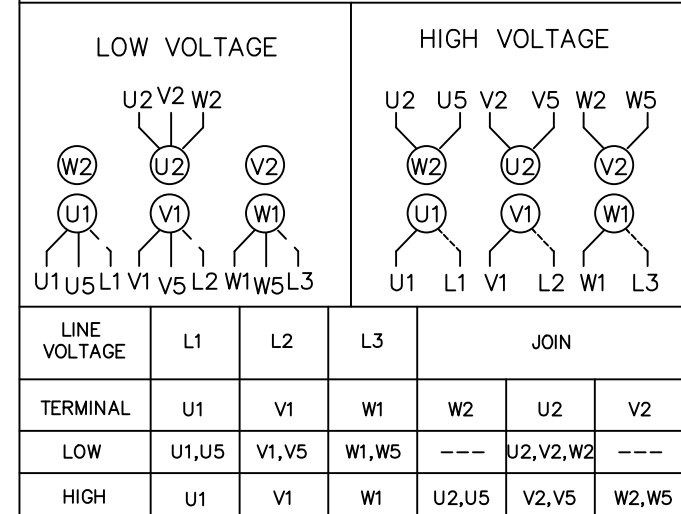 LOW VOLTAGE
U2 V2 W2
W2 U2 V2
U1 V1 W1
U1 U5 L1 V1 V5 L2 W1 W5 L3
HIGH VOLTAGE
U2 U5 V2 V5 W2 W5
W2 U2 V2
U1 V1 W1
U1 L1 V1 L2 W1 L3
LINE VOLTAGE L1 L2 L3 JOIN
TERMINAL U1 V1 W1 W2 U2 V2
LOW U1,U5 V1,V5 W1,W5 --- U2,V2,W2 ---
HIGH U1 V1 W1 U2,U5 V2,V5 W2,W5